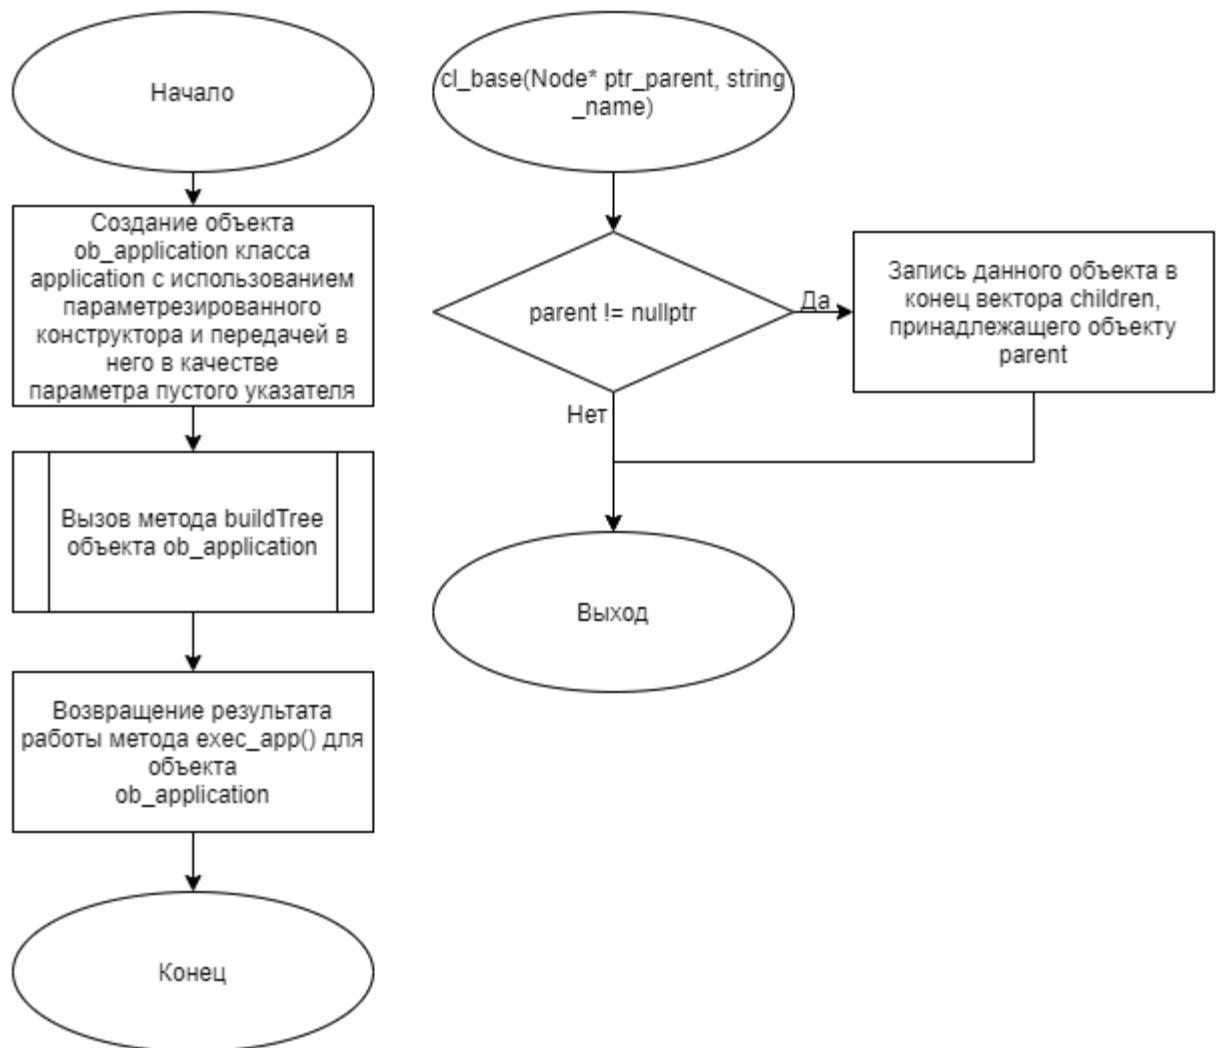 Начало
Создание объекта
ob_application класса
application с использованием
параметрезированного
конструктора и передачей в
него в качестве
параметра пустого указателя
Вызов метода buildTree
объекта ob_application
Возвращение результата
работы метода exec_app() для
объекта
ob_application
Конец
cl_base(Node* ptr_parent, string
_name)
parent != nullptr
Да
Запись данного объекта в
конец вектора children,
принадлежащего объекту
parent
Нет
Выход